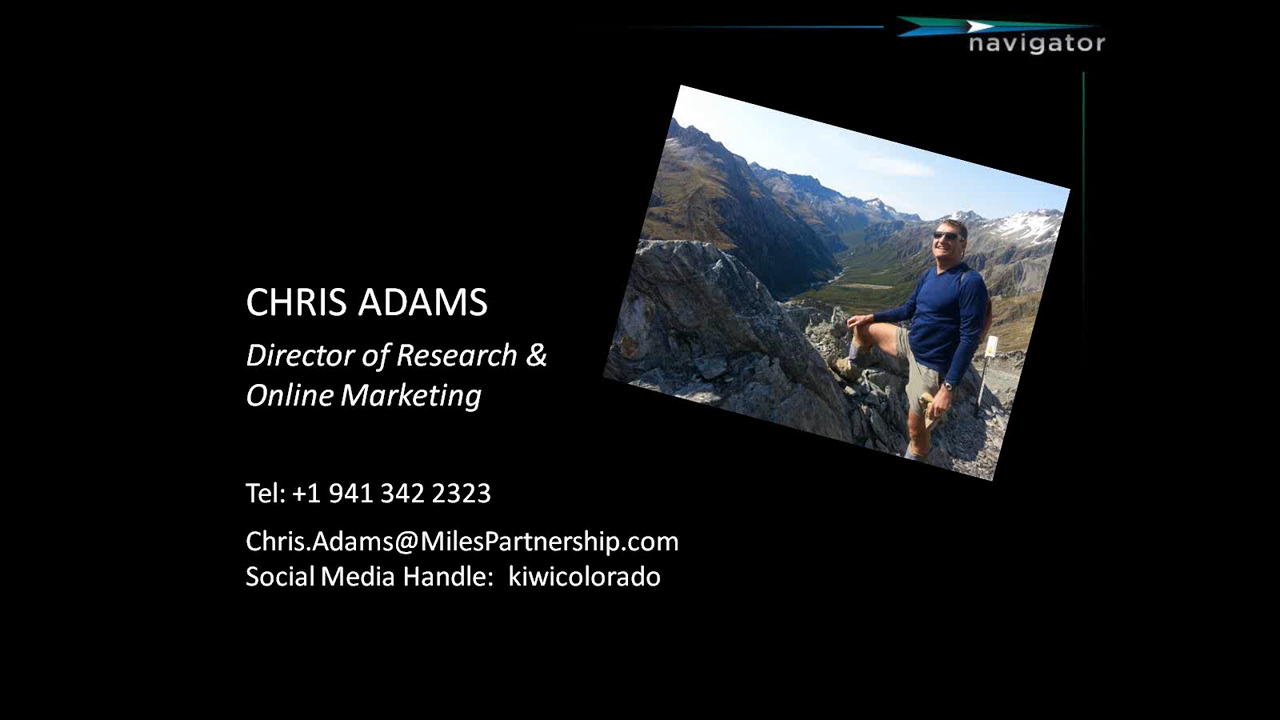 navigator
CHRIS ADAMS
Director of Research &
Online Marketing
Tel: +1 941 342 2323
Chris.Adams@MilesPartnership.com
Social Media Handle: kiwicolorado